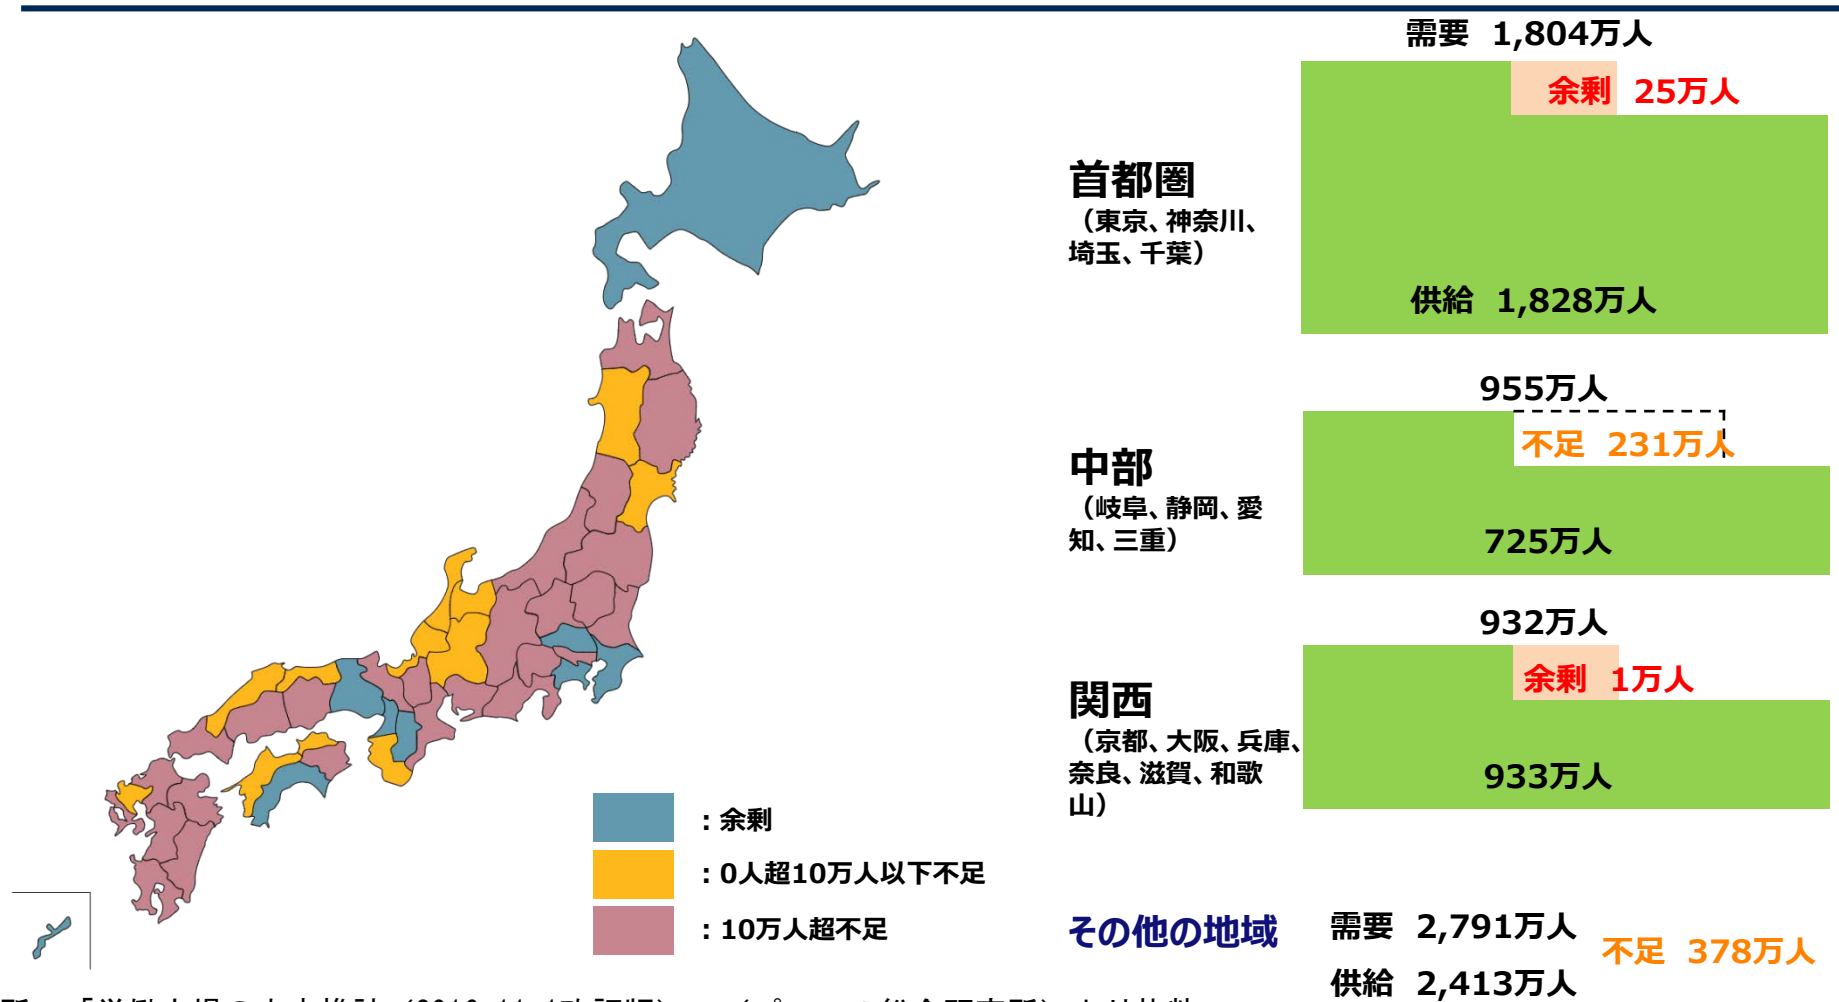 需要 1,804万人
余剰 25万人
首都圏
（東京、神奈川、
埼玉、千葉）
供給 1,828万人
955万人
不足 231万人
中部
（岐阜、静岡、愛
知、三重）
725万人
932万人
余剰 1万人
関西
（京都、大阪、兵庫、
奈良、滋賀、和歌
山）
933万人
：余剰
：0人超10万人以下不足
：10万人超不足
その他の地域
需要 2,791万人
不足 378万人
供給 2,413万人